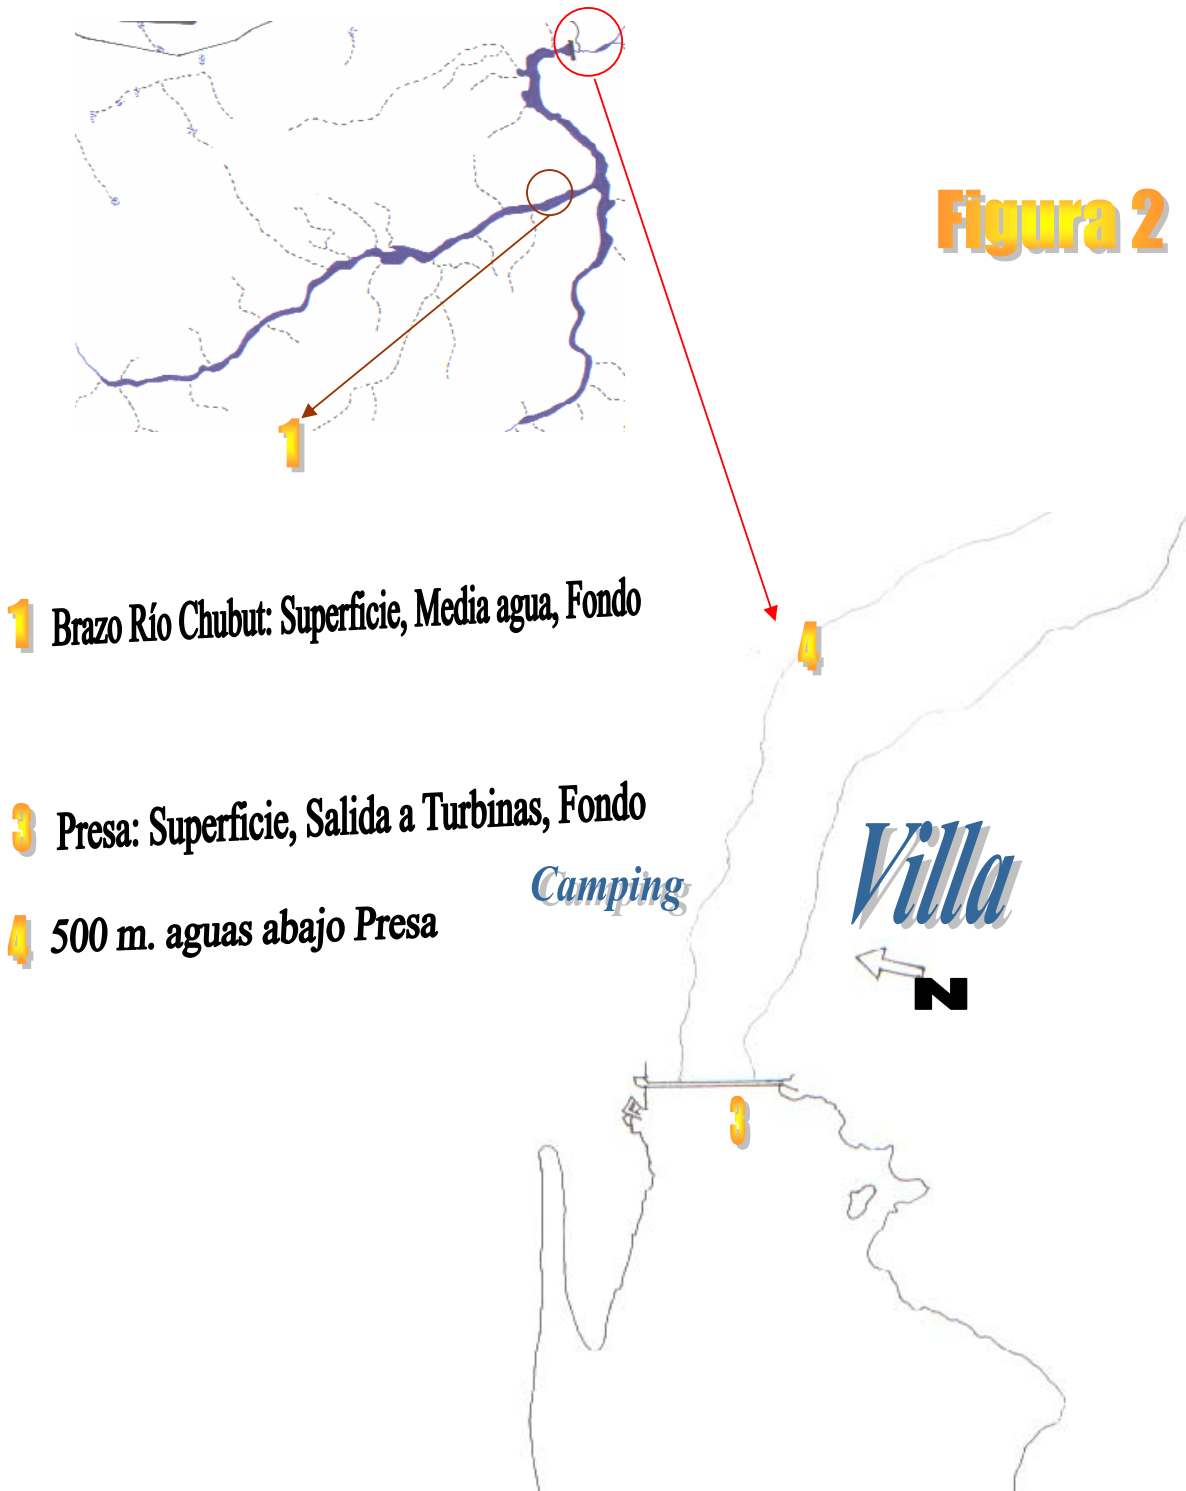 Figura 2
1
1 Brazo Río Chubut: Superficie, Media agua, Fondo
4
3 Presa: Superficie, Salida a Turbinas, Fondo
Camping
Villa
4 500 m. aguas abajo Presa
N
3